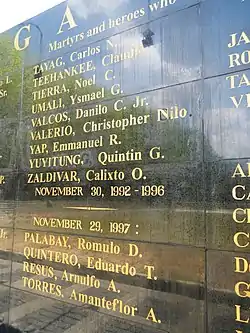 G A
Martyrs and heroes who
TAYAG, Carlos N.
TEEHANKEE, Claudio
TIERRA, Noel C.
UMALI, Ysmael G.
VALCOS, Danilo C. Jr.
VALERIO, Christopher Nilo
YAP, Emmanuel R.
YUYITUNG, Quintin G.
ZALDIVAR, Calixto O.
NOVEMBER 30, 1992-1996
NOVEMBER 29, 1997:
PALABAY, Romulo D.
QUINTERO, Eduardo T.
RESUS, Arnulfo A.
TORRES, Amanteflor A.
Sr.
Jr.